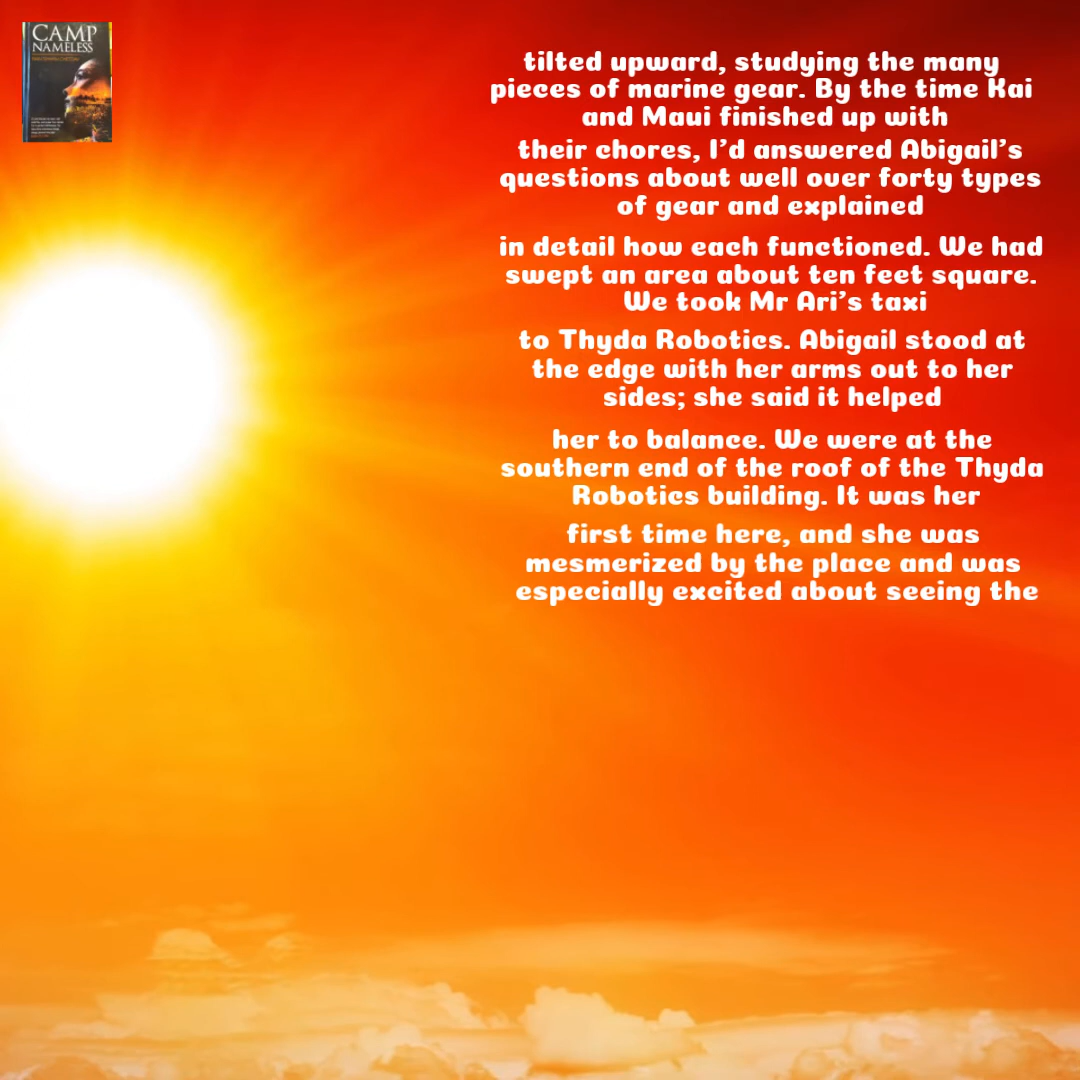 CAMP
NAMELESS
tilted upward, studying the many
pieces of marine gear. By the time Kai
and Maui finished up with
their chores, I'd answered Abigail's
questions about well over forty types
of gear and explained
in detail how each functioned. We had
swept an area about ten feet square.
We took Mr Ari's taxi
to Thyda Robotics. Abigail stood at
the edge with her arms out to her
sides; she said it helped
her to balance. We were at the
southern end of the roof of the Thyda
Robotics building. It was her
first time here, and she was
mesmerized by the place and was
especially excited about seeing the